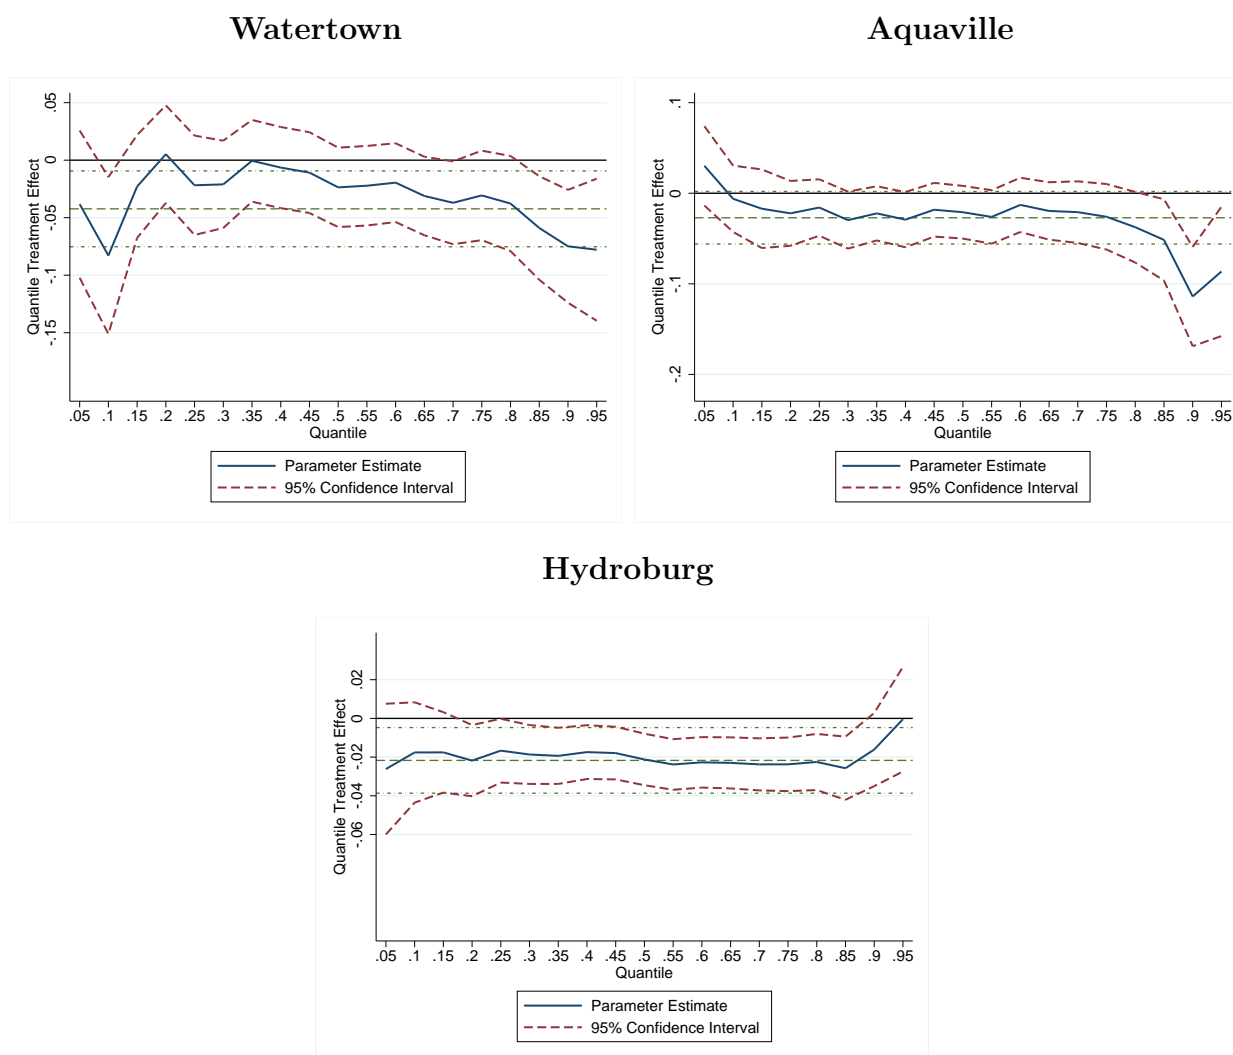 Watertown
Quantile Treatment Effect
.05
0
-.05
-.1
-.15
.05 .1 .15 .2 .25 .3 .35 .4 .45 .5 .55 .6 .65 .7 .75 .8 .85 .9 .95
Quantile
Parameter Estimate
95% Confidence Interval
Aquaville
Quantile Treatment Effect
.1
0
-.1
-.2
.05 .1 .15 .2 .25 .3 .35 .4 .45 .5 .55 .6 .65 .7 .75 .8 .85 .9 .95
Quantile
Parameter Estimate
95% Confidence Interval
Hydroburg
Quantile Treatment Effect
.02
0
-.02
-.04
-.06
.05 .1 .15 .2 .25 .3 .35 .4 .45 .5 .55 .6 .65 .7 .75 .8 .85 .9 .95
Quantile
Parameter Estimate
95% Confidence Interval